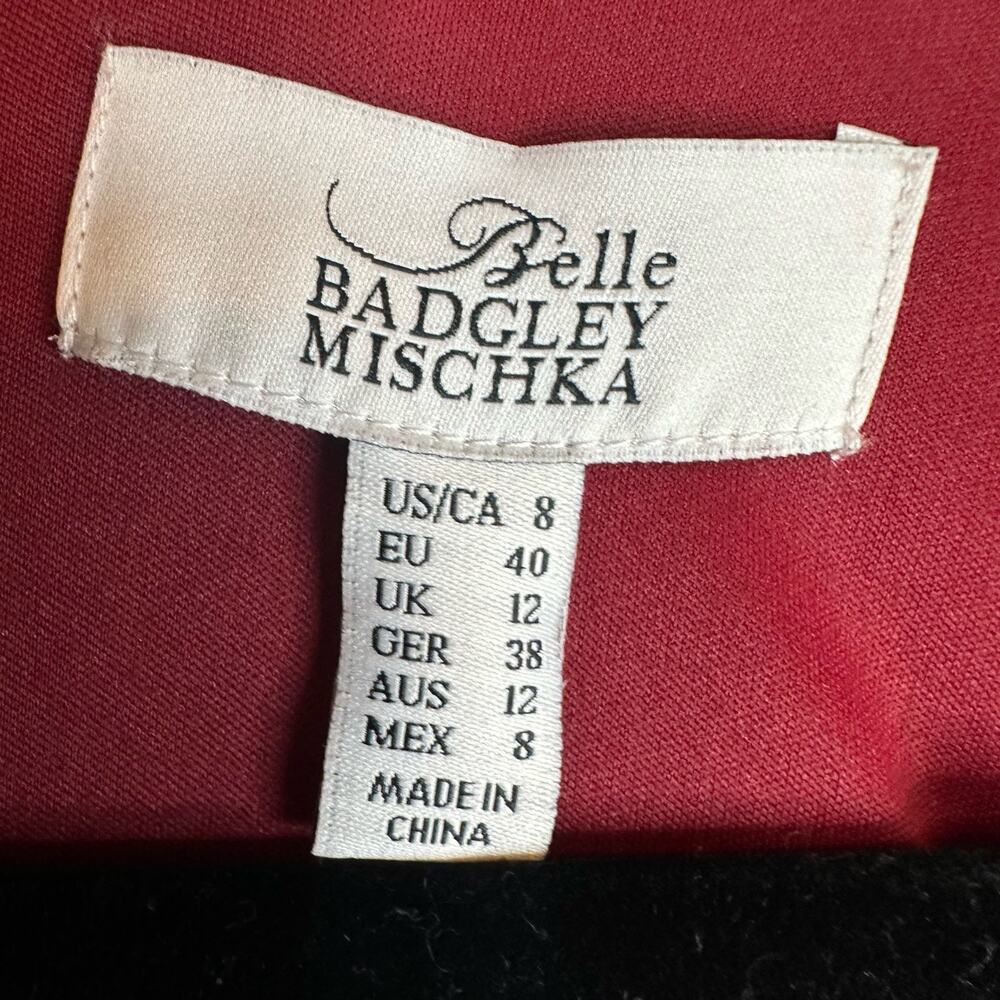 Belle
BADGLEY
MISCHKA
US/CA 8
EU 40
UK 12
GER 38
AUS 12
MEX 8
MADE IN
CHINA